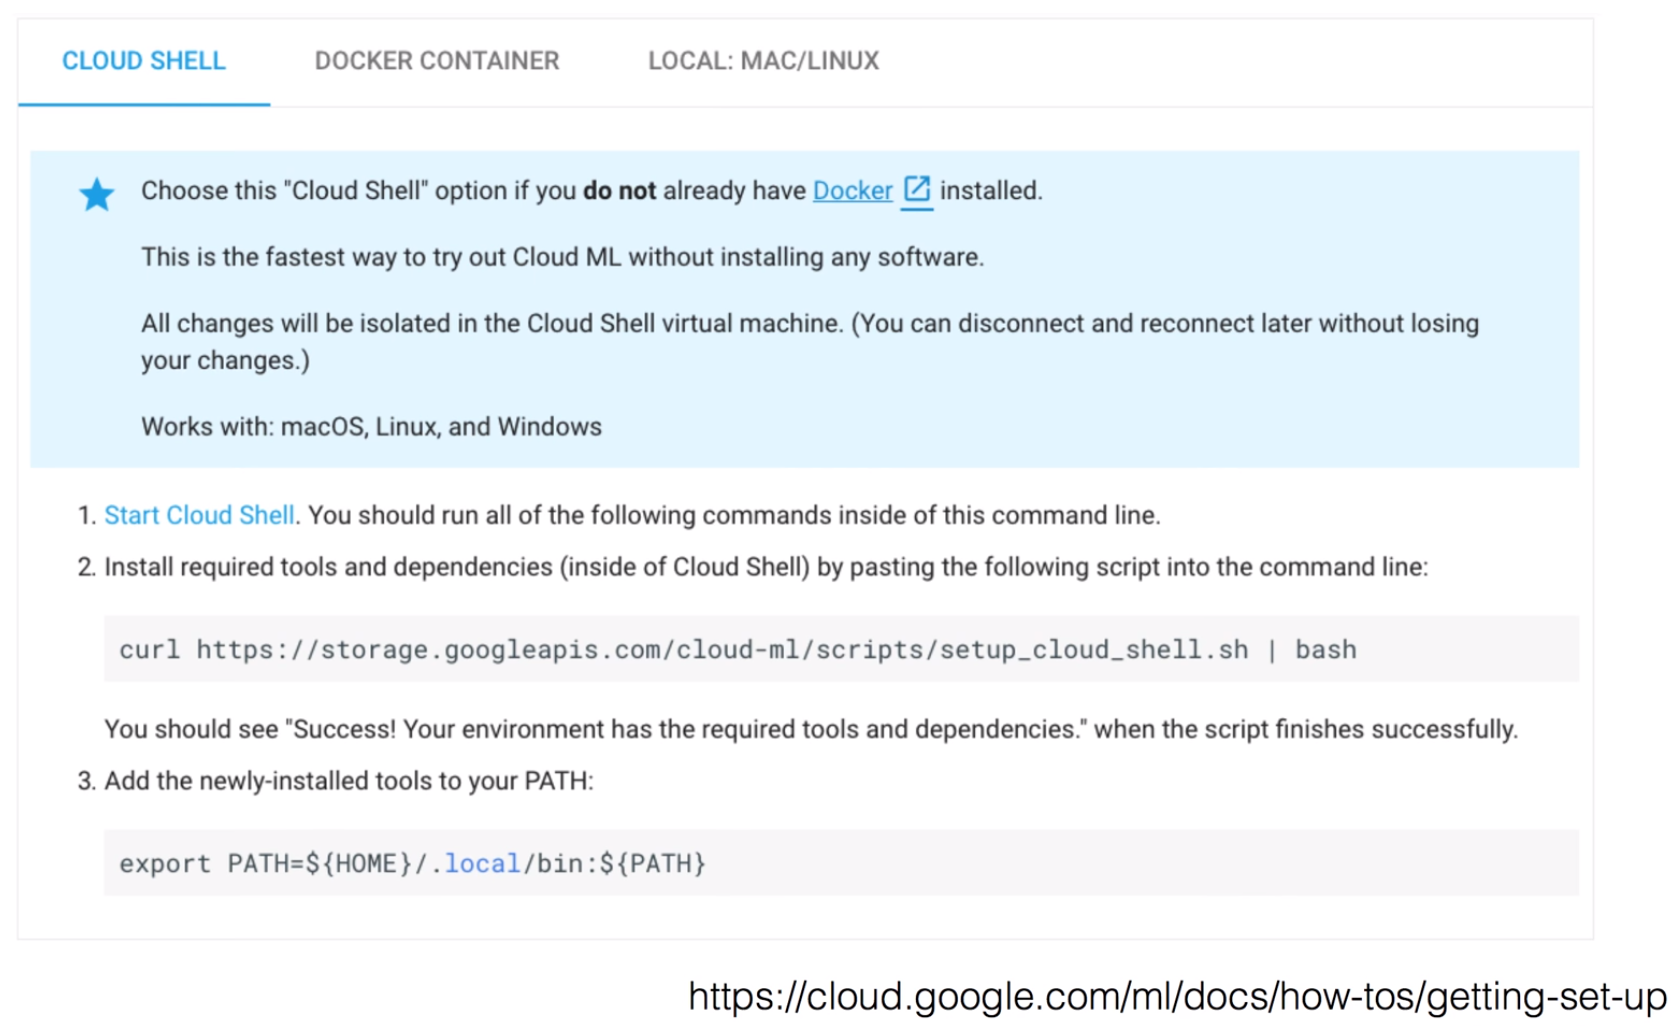 CLOUD SHELL DOCKER CONTAINER LOCAL: MAC/LINUX
Choose this "Cloud Shell" option if you do not already have Docker installed.
This is the fastest way to try out Cloud ML without installing any software.
All changes will be isolated in the Cloud Shell virtual machine. (You can disconnect and reconnect later without losing
your changes.)
Works with: macOS, Linux, and Windows
1. Start Cloud Shell. You should run all of the following commands inside of this command line.
2. Install required tools and dependencies (inside of Cloud Shell) by pasting the following script into the command line:
curl https://storage.googleapis.com/cloud-ml/scripts/setup_cloud_shell.sh | bash
You should see "Success! Your environment has the required tools and dependencies." when the script finishes successfully.
3. Add the newly-installed tools to your PATH:
export PATH=${HOME}/.local/bin:${PATH}
https://cloud.google.com/ml/docs/how-tos/getting-set-up